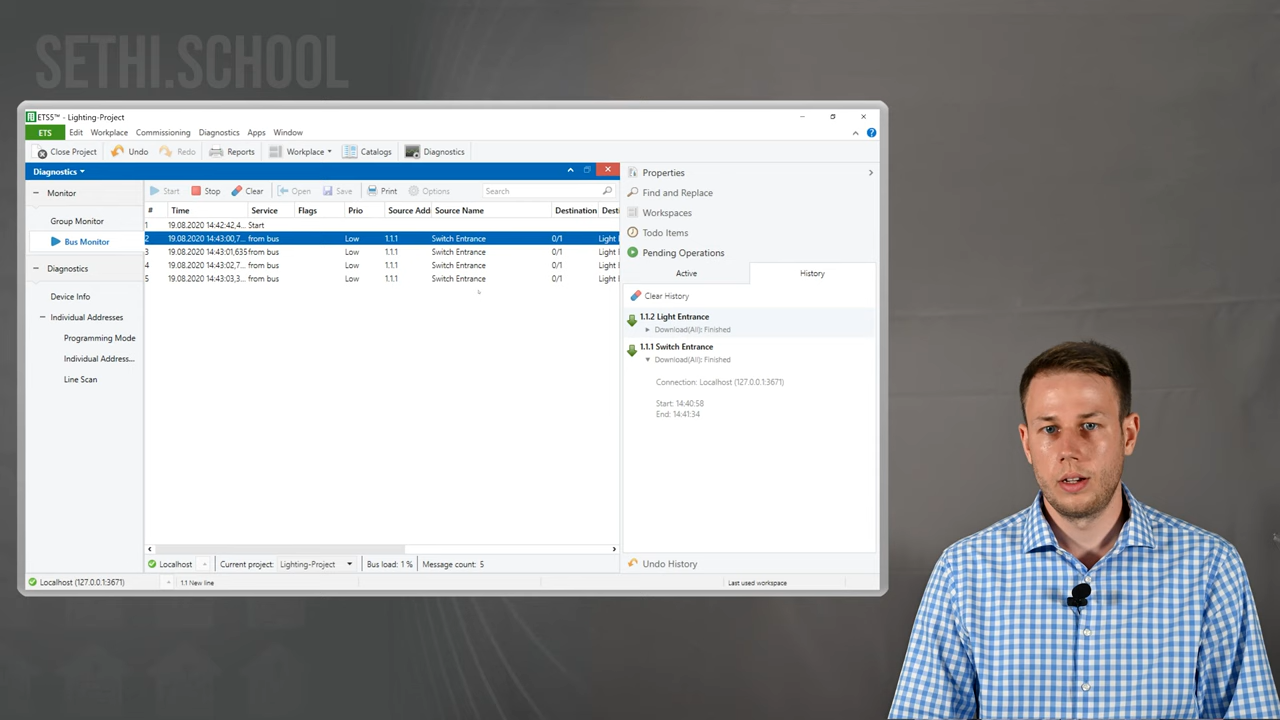 SETHI.SCHOOL
ETS5™ - Lighting-Project
ETS Edit Workplace Commissioning Diagnostics Apps Window
Close Project Undo Redo Reports Workplace Catalogs Diagnostics
Diagnostics
Monitor
Group Monitor
Bus Monitor
Diagnostics
Device Info
Individual Addresses
Programming Mode
Individual Address...
Line Scan
Start Stop Clear Open Save Print Options Search
# Time Service Flags Prio Source Add Source Name Destination Desti
1 19.08.2020 14:42:42,4... Start
2 19.08.2020 14:43:00,7... from bus Low 1.1.1 Switch Entrance 0/1 Light
3 19.08.2020 14:43:01,635 from bus Low 1.1.1 Switch Entrance 0/1 Light
4 19.08.2020 14:43:02,7... from bus Low 1.1.1 Switch Entrance 0/1 Light
5 19.08.2020 14:43:03,3... from bus Low 1.1.1 Switch Entrance 0/1 Light
Localhost Current project: Lighting-Project Bus load: 1 % Message count: 5
Properties
Find and Replace
Workspaces
Todo Items
Pending Operations
Active History
Clear History
1.1.2 Light Entrance
Download(All): Finished
1.1.1 Switch Entrance
Download(All): Finished
Connection: Localhost (127.0.0.1:3671)
Start: 14:40:58
End: 14:41:34
Undo History
Localhost (127.0.0.1:3671) 1.1 New line Last used workspace